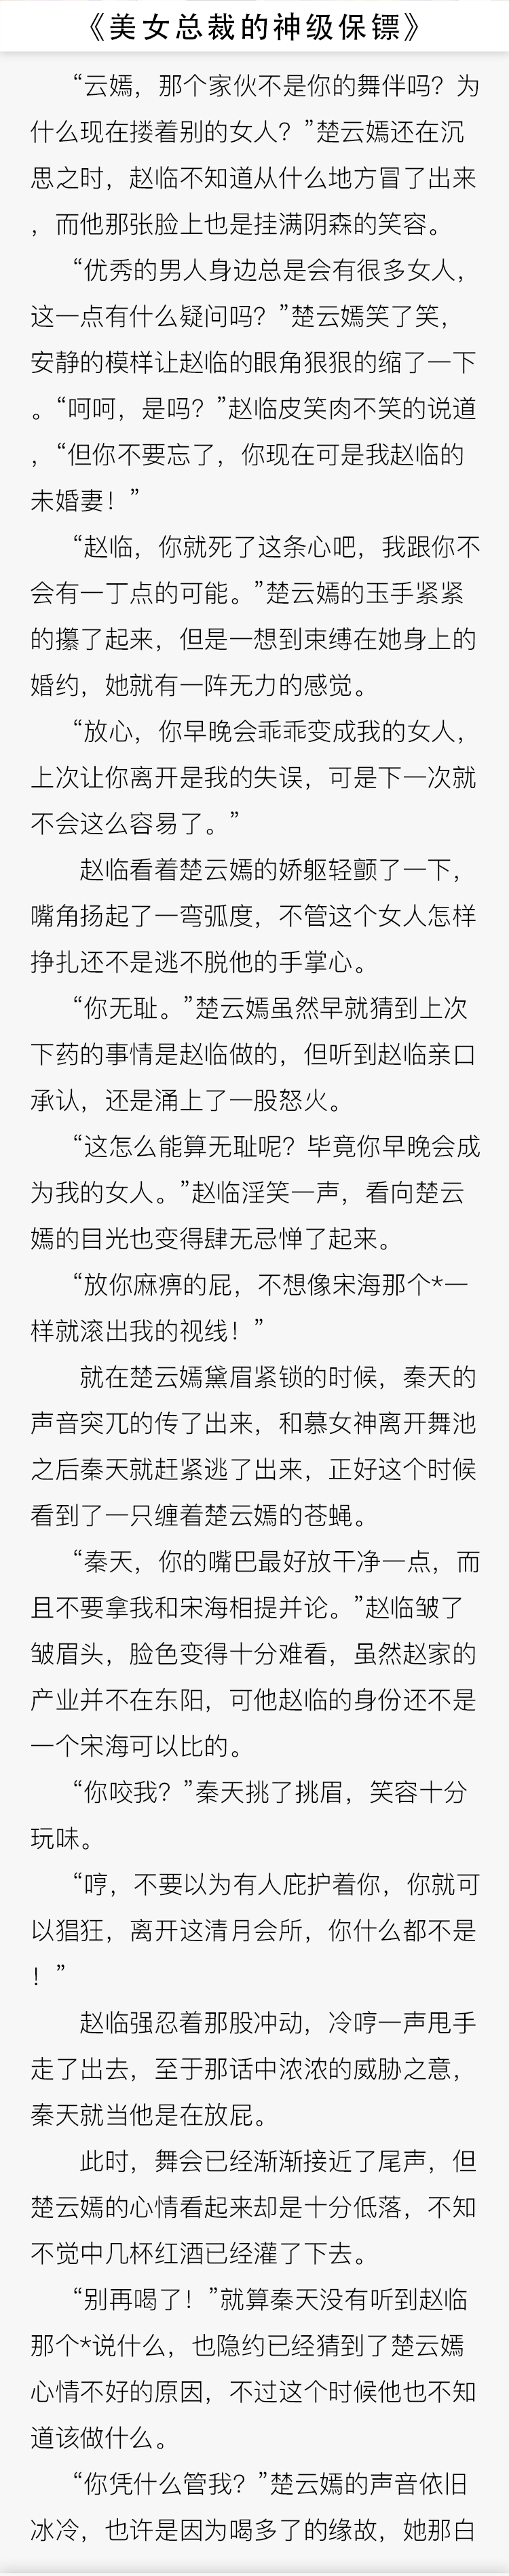 《美女总裁的神级保镖》
“云嫣，那个家伙不是你的舞伴吗？为
什么现在搂着别的女人？”楚云嫣还在沉
思之时，赵临不知道从什么地方冒了出来
，而他那张脸上也是挂满阴森的笑容。
“优秀的男人身边总是会有很多女人，
这一点有什么疑问吗？”楚云嫣笑了笑，
安静的模样让赵临的眼角狠狠的缩了一下
。“呵呵，是吗？”赵临皮笑肉不笑的说道
，“但你不要忘了，你现在可是我赵临的
未婚妻！”
“赵临，你就死了这条心吧，我跟你不
会有一丁点的可能。”楚云嫣的玉手紧紧
的攥了起来，但是一想到束缚在她身上的
婚约，她就有一阵无力的感觉。
“放心，你早晚会乖乖变成我的女人，
上次让你离开是我的失误，可是下一次就
不会这么容易了。”
赵临看着楚云嫣的娇躯轻颤了一下，
嘴角扬起了一弯弧度，不管这个女人怎样
挣扎还不是逃不脱他的手掌心。
“你无耻。”楚云嫣虽然早就猜到上次
下药的事情是赵临做的，但听到赵临亲口
承认，还是涌上了一股怒火。
“这怎么能算无耻呢？毕竟你早晚会成
为我的女人。”赵临淫笑一声，看向楚云
嫣的目光也变得肆无忌惮了起来。
“放你麻痹的屁，不想像宋海那个*一
样就滚出我的视线！”
就在楚云嫣黛眉紧锁的时候，秦天的
声音突兀的传了出来，和慕女神离开舞池
之后秦天就赶紧逃了出来，正好这个时候
看到了一只缠着楚云嫣的苍蝇。
“秦天，你的嘴巴最好放干净一点，而
且不要拿我和宋海相提并论。”赵临皱了
皱眉头，脸色变得十分难看，虽然赵家的
产业并不在东阳，可他赵临的身份还不是
一个宋海可以比的。
“你咬我？”秦天挑了挑眉，笑容十分
玩味。
“哼，不要以为有人庇护着你，你就可
以猖狂，离开这清月会所，你什么都不是
！”
赵临强忍着那股冲动，冷哼一声甩手
走了出去，至于那话中浓浓的威胁之意，
秦天就当他是在放屁。
此时，舞会已经渐渐接近了尾声，但
楚云嫣的心情看起来却是十分低落，不知
不觉中几杯红酒已经灌了下去。
“别再喝了！”就算秦天没有听到赵临
那个*说什么，也隐约已经猜到了楚云嫣
心情不好的原因，不过这个时候他也不知
道该做什么。
“你凭什么管我？”楚云嫣的声音依旧
冰冷，也许是因为喝多了的缘故，她那白